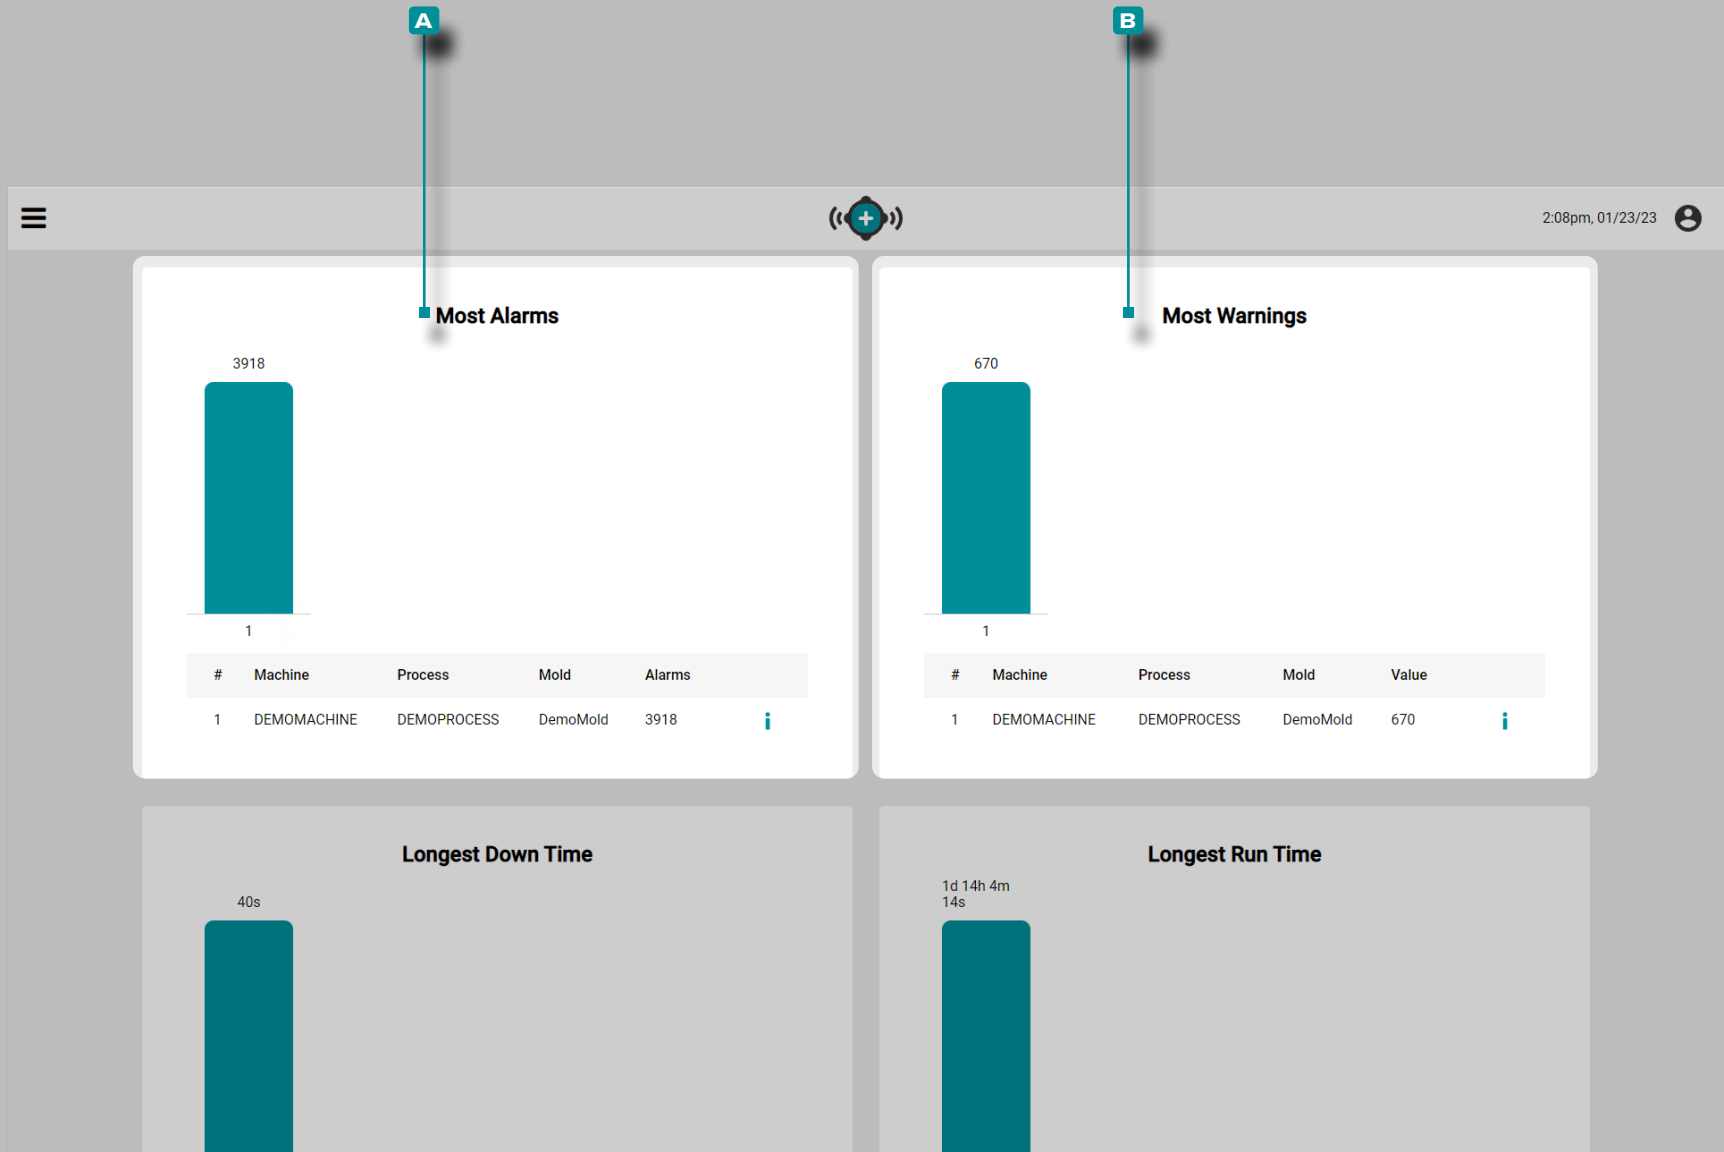 A
B
2:08pm, 01/23/23
Most Alarms
3918
1
# Machine Process Mold Alarms
1 DEMOMACHINE DEMOPROCESS DemoMold 3918
Most Warnings
670
1
# Machine Process Mold Value
1 DEMOMACHINE DEMOPROCESS DemoMold 670
Longest Down Time
40s
Longest Run Time
1d 14h 4m
14s